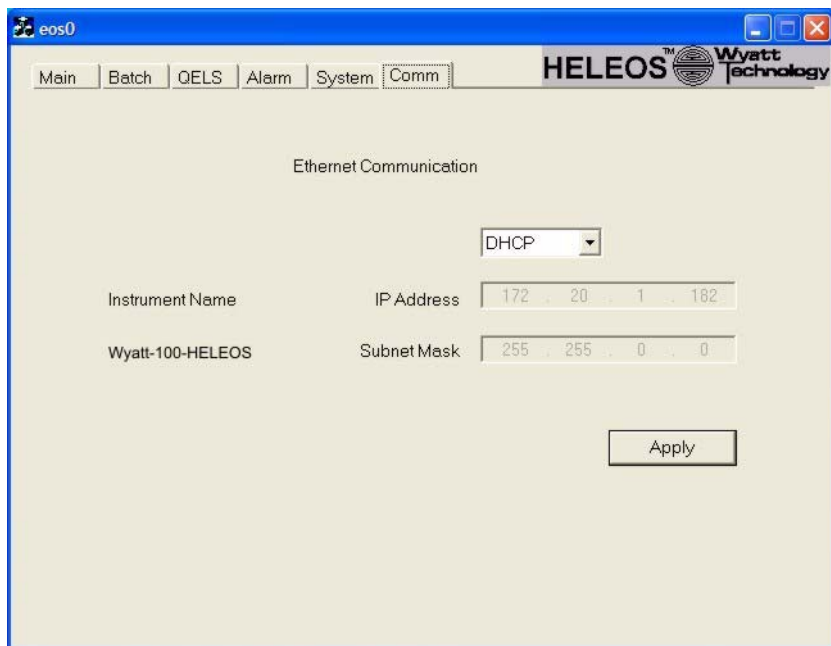 eos0
Main Batch QELS Alarm System Comm
HELEOS™ Wyatt Technology
Ethernet Communication
DHCP
Instrument Name IP Address 172 . 20 . 1 . 182
Wyatt-100-HELEOS Subnet Mask 255 . 255 . 0 . 0
Apply